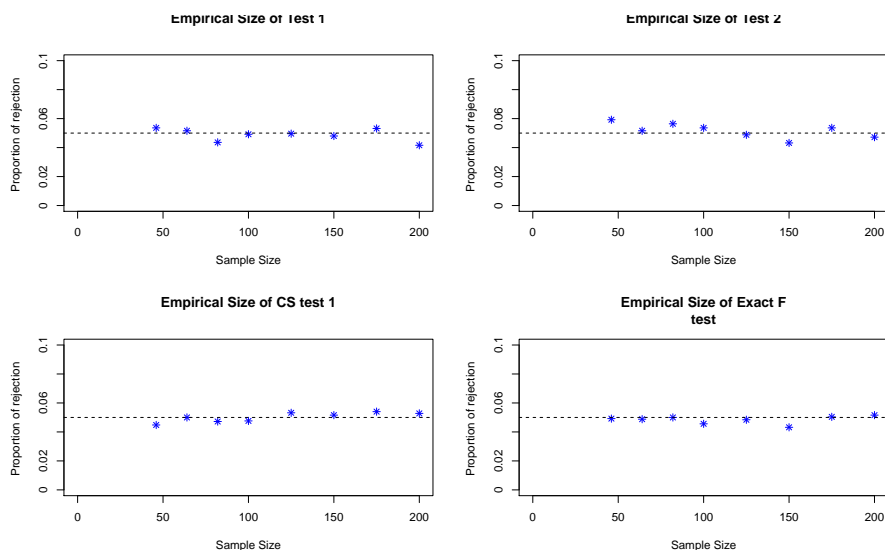 Empirical Size of Test 1
Proportion of rejection
0 0.02 0.06 0.1
0 50 100 150 200
Sample Size
Empirical Size of Test 2
Proportion of rejection
0 0.02 0.06 0.1
0 50 100 150 200
Sample Size
Empirical Size of CS test 1
Proportion of rejection
0 0.02 0.06 0.1
0 50 100 150 200
Sample Size
Empirical Size of Exact F
test
Proportion of rejection
0 0.02 0.06 0.1
0 50 100 150 200
Sample Size